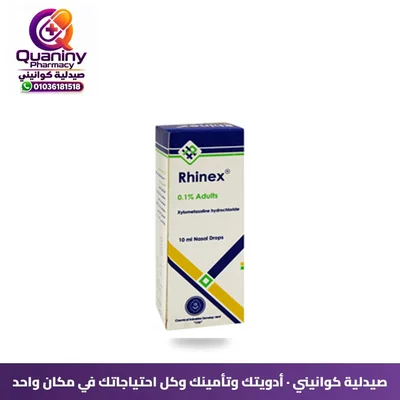 Quaniny
Pharmacy
صيدلية كوانيني
01036181518
Rhinex®
0.1% Adults
Xylometazoline hydrochloride
10 ml Nasal Drops
صيدلية كوانيني - أدويتك وتأمينك وكل احتياجاتك في مكان واحد